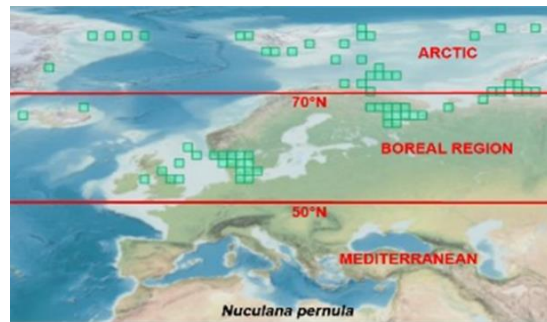 ARCTIC
70°N
BOREAL REGION
50°N
MEDITERRANEAN
Nuculana pernula